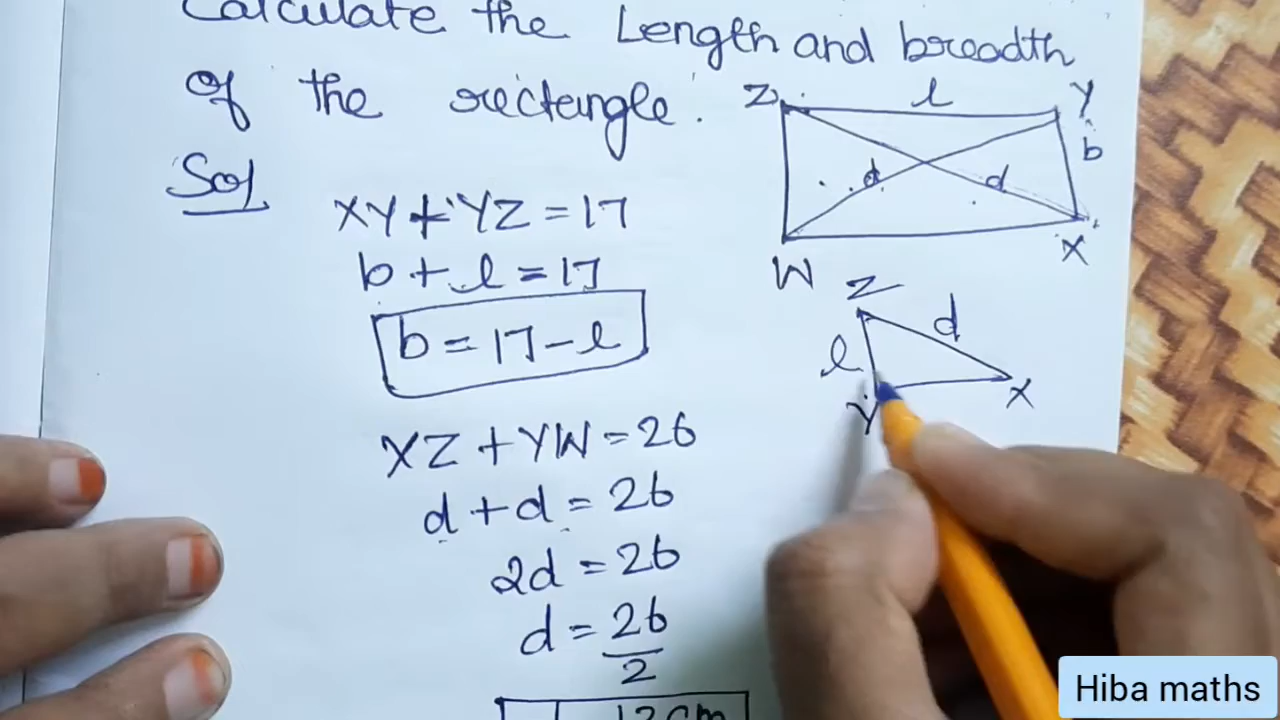 Calculate the Length and breadth
of the rectangle.
Z l Y
b
d d
W X
Sol
XY + YZ = 17
b + l = 17
b = 17 - l
Z
d
l
Y X
XZ + YW = 26
d + d = 26
2d = 26
d = 26
2
cm
Hiba maths